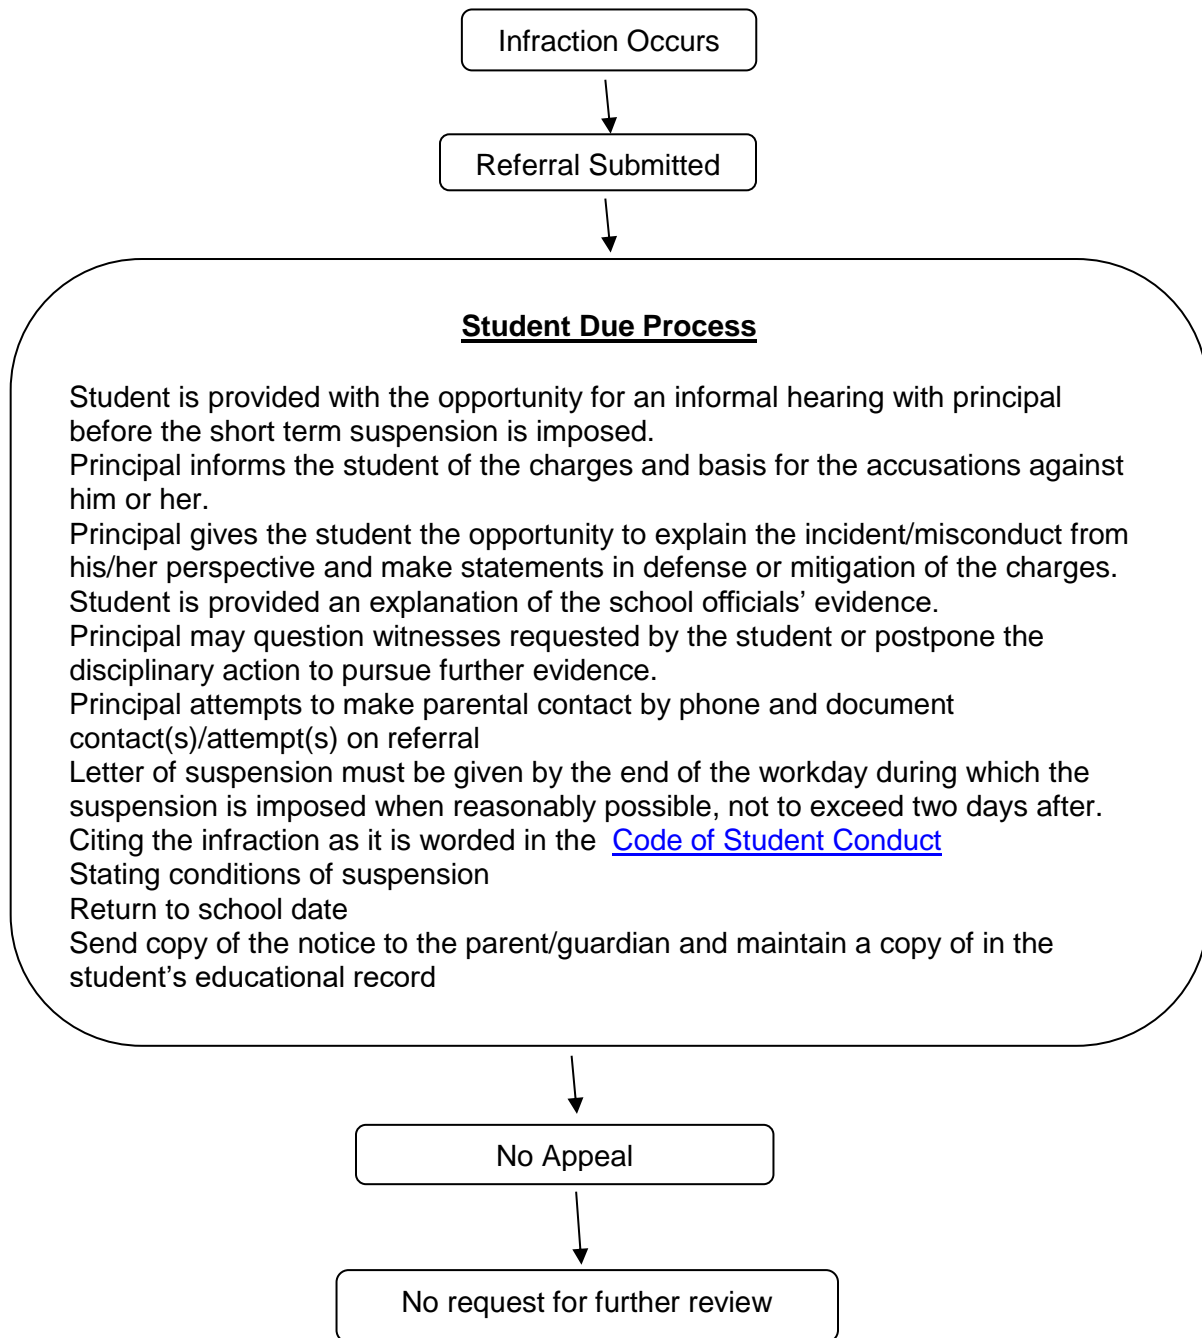 Infraction Occurs
Referral Submitted
Student Due Process
Student is provided with the opportunity for an informal hearing with principal
before the short term suspension is imposed.
Principal informs the student of the charges and basis for the accusations against
him or her.
Principal gives the student the opportunity to explain the incident/misconduct from
his/her perspective and make statements in defense or mitigation of the charges.
Student is provided an explanation of the school officials’ evidence.
Principal may question witnesses requested by the student or postpone the
disciplinary action to pursue further evidence.
Principal attempts to make parental contact by phone and document
contact(s)/attempt(s) on referral
Letter of suspension must be given by the end of the workday during which the
suspension is imposed when reasonably possible, not to exceed two days after.
Citing the infraction as it is worded in the Code of Student Conduct
Stating conditions of suspension
Return to school date
Send copy of the notice to the parent/guardian and maintain a copy of in the
student’s educational record
No Appeal
No request for further review